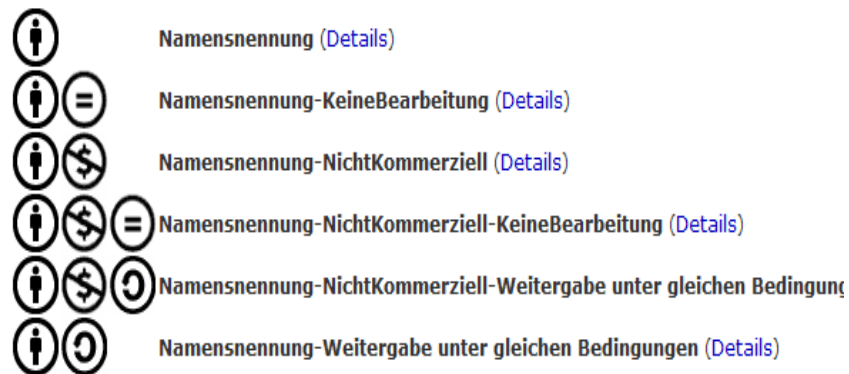 Namensnennung (Details)
Namensnennung-KeineBearbeitung (Details)
Namensnennung-NichtKommerziell (Details)
Namensnennung-NichtKommerziell-KeineBearbeitung (Details)
Namensnennung-NichtKommerziell-Weitergabe unter gleichen Bedingung
Namensnennung-Weitergabe unter gleichen Bedingungen (Details)